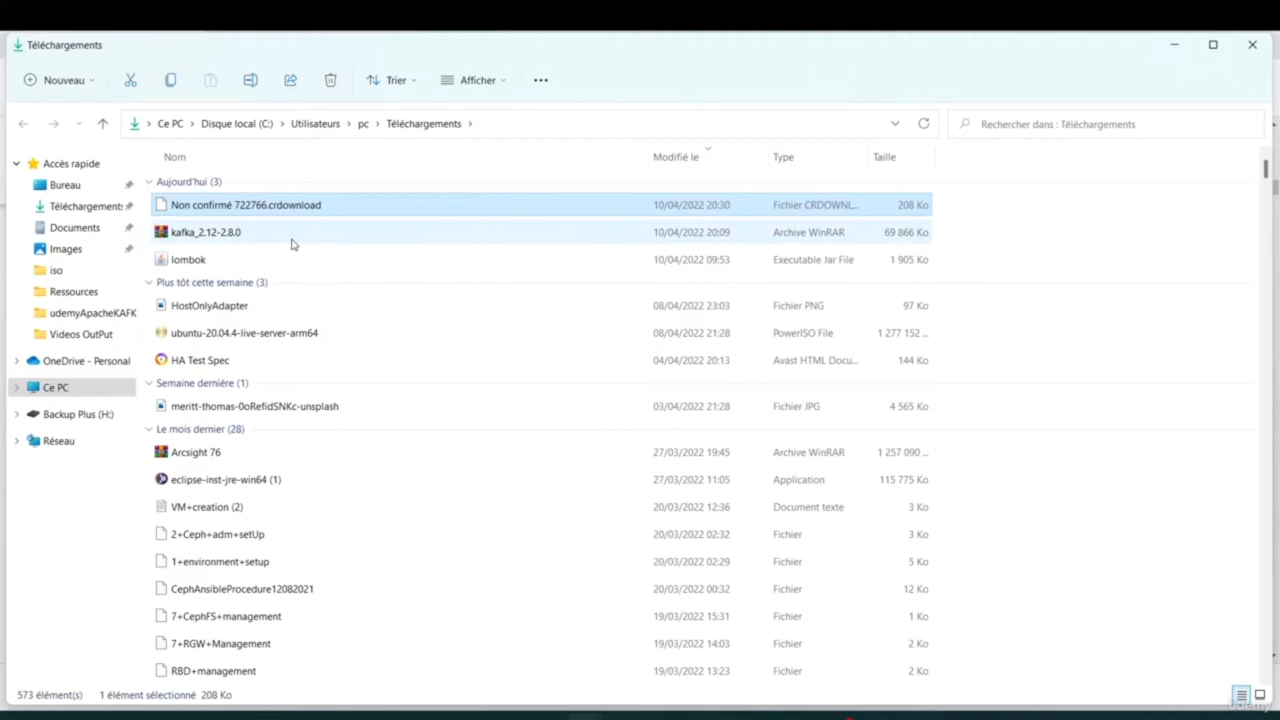 Téléchargements
Nouveau
Trier
Afficher
Ce PC > Disque local (C:) > Utilisateurs > pc > Téléchargements >
Rechercher dans : Téléchargements
Nom Modifié le Type Taille
Accès rapide
Bureau
Téléchargements
Documents
Images
iso
Ressources
udemyApacheKAFK
Videos OutPut
OneDrive - Personal
Ce PC
Backup Plus (H:)
Réseau
Aujourd'hui (3)
Non confirmé 722766.crdownload 10/04/2022 20:30 Fichier CRDOWNL... 208 Ko
kafka_2.12-2.8.0 10/04/2022 20:09 Archive WinRAR 69 866 Ko
lombok 10/04/2022 09:53 Executable Jar File 1 905 Ko
Plus tôt cette semaine (3)
HostOnlyAdapter 08/04/2022 23:03 Fichier PNG 97 Ko
ubuntu-20.04.4-live-server-arm64 08/04/2022 21:28 PowerISO File 1 277 152 ...
HA Test Spec 04/04/2022 20:13 Avast HTML Docu... 144 Ko
Semaine dernière (1)
meritt-thomas-0oRefidSNKc-unsplash 03/04/2022 21:28 Fichier JPG 4 565 Ko
Le mois dernier (28)
Arcsight 76 27/03/2022 19:45 Archive WinRAR 1 257 090 ...
eclipse-inst-jre-win64 (1) 27/03/2022 11:05 Application 115 775 Ko
VM+creation (2) 20/03/2022 12:36 Document texte 3 Ko
2+Ceph+adm+setUp 20/03/2022 02:32 Fichier 3 Ko
1+environment+setup 20/03/2022 02:29 Fichier 5 Ko
CephAnsibleProcedure12082021 20/03/2022 00:32 Fichier 12 Ko
7+CephFS+management 19/03/2022 15:31 Fichier 1 Ko
7+RGW+Management 19/03/2022 14:03 Fichier 2 Ko
RBD+management 19/03/2022 13:23 Fichier 2 Ko
573 élément(s) 1 élément sélectionné 208 Ko
udemy